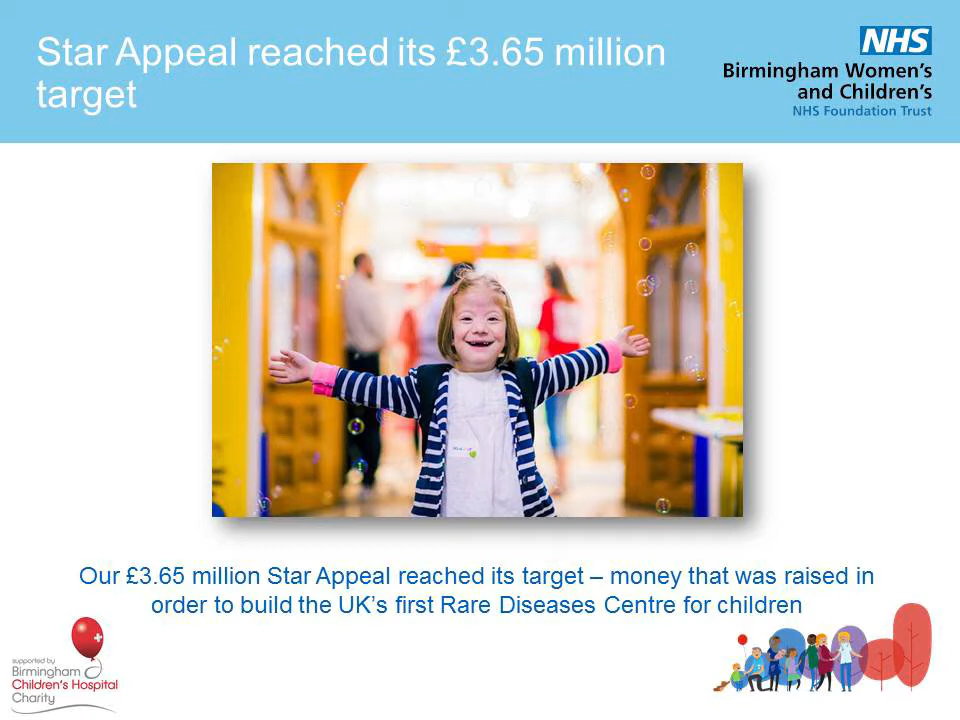 Star Appeal reached its £3.65 million
target
NHS
Birmingham Women's
and Children's
NHS Foundation Trust
Our £3.65 million Star Appeal reached its target – money that was raised in
order to build the UK's first Rare Diseases Centre for children
supported by
Birmingham
Children's Hospital
Charity